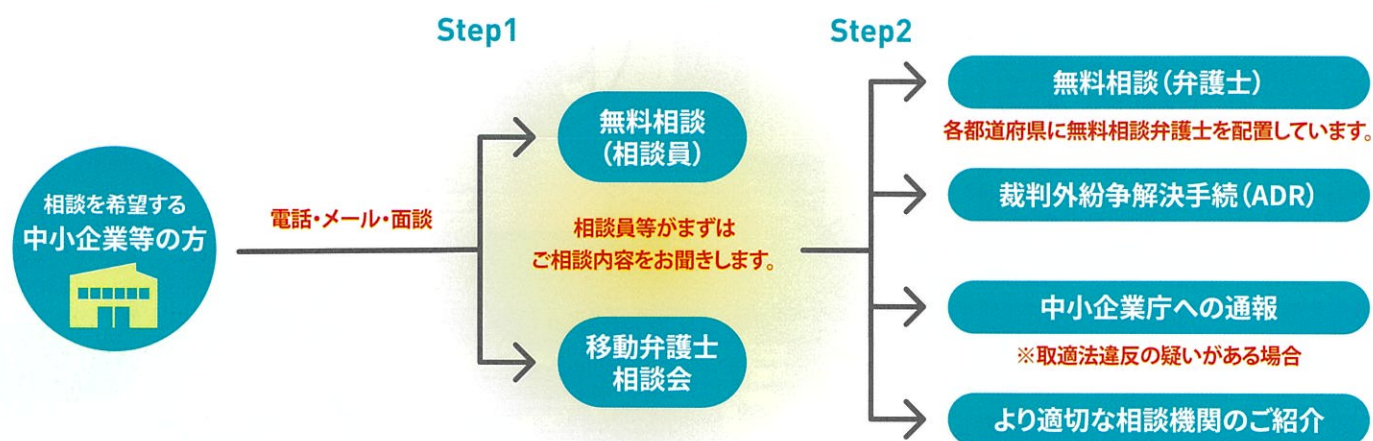 Step1
Step2
相談を希望する
中小企業等の方
電話・メール・面談
無料相談
（相談員）
相談員等がまずは
ご相談内容をお聞きします。
移動弁護士
相談会
無料相談（弁護士）
各都道府県に無料相談弁護士を配置しています。
裁判外紛争解決手続（ADR）
中小企業庁への通報
※取適法違反の疑いがある場合
より適切な相談機関のご紹介